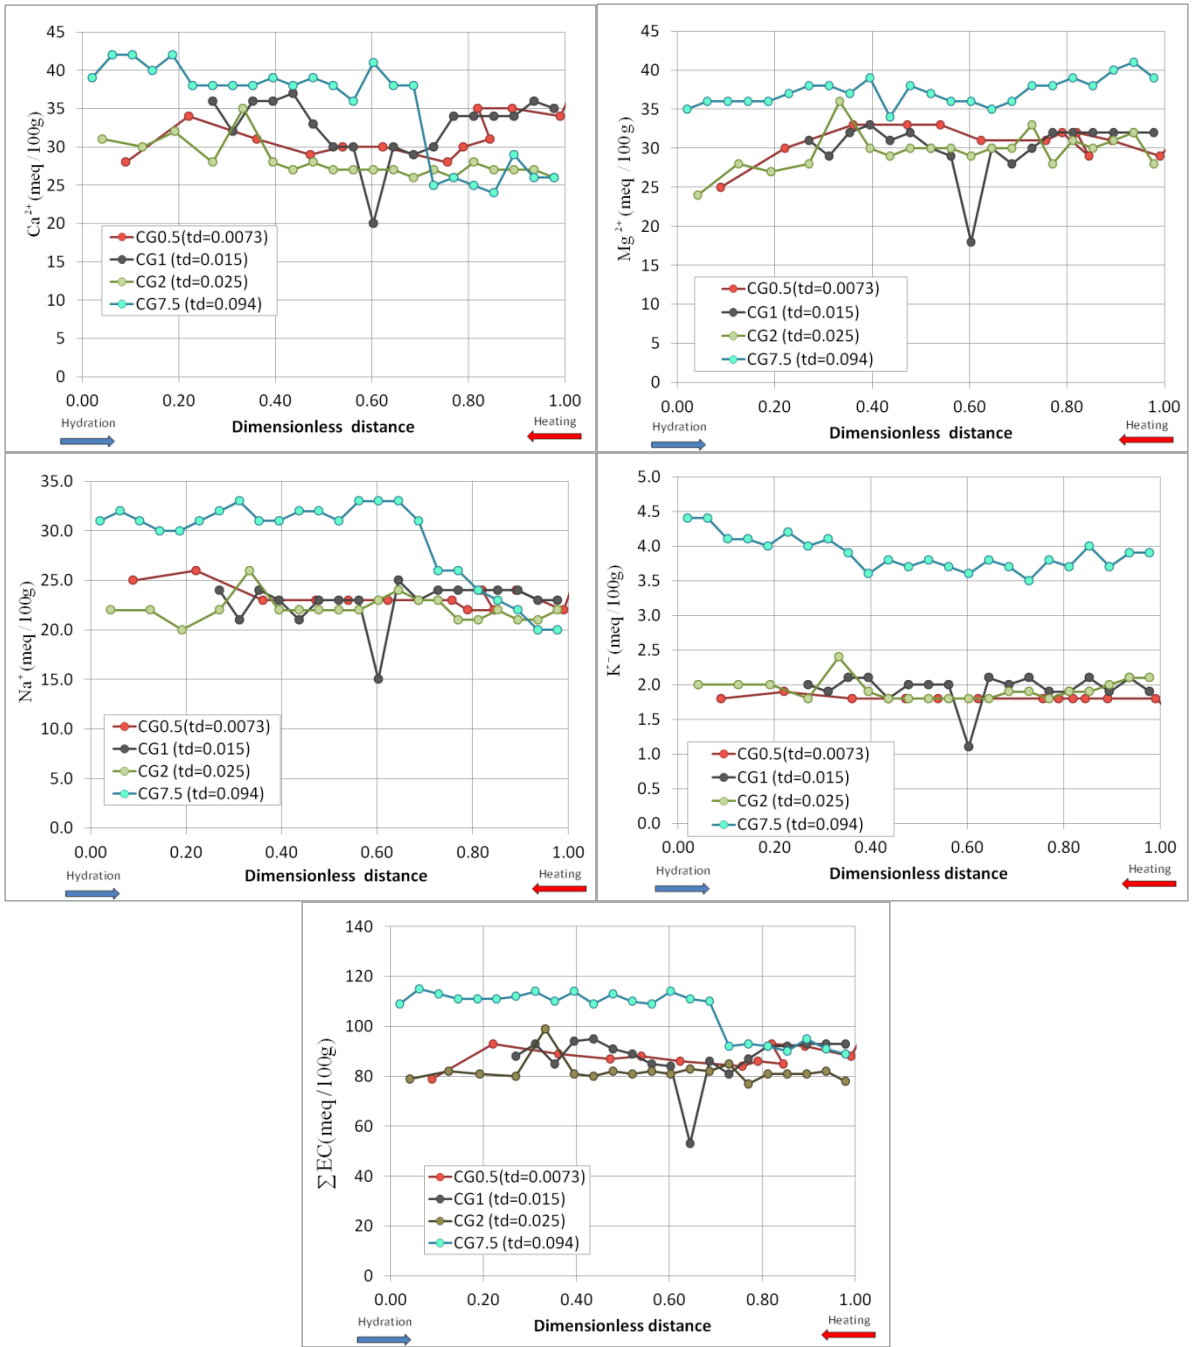 45
40
35
30
25
20
15
10
5
0
Ca²⁺ (meq /100g)
CG0.5(td=0.0073)
CG1 (td=0.015)
CG2 (td=0.025)
CG7.5 (td=0.094)
0.00 0.20 0.40 0.60 0.80 1.00
Hydration
Dimensionless distance
Heating
45
40
35
30
25
20
15
10
5
0
Mg²⁺ (meq / 100 g)
CG0.5(td=0.0073)
CG1 (td=0.015)
CG2 (td=0.025)
CG7.5 (td=0.094)
0.00 0.20 0.40 0.60 0.80 1.00
Hydration
Dimensionless distance
Heating
35.0
30.0
25.0
20.0
15.0
10.0
5.0
0.0
Na⁺(meq /100g)
CG0.5(td=0.0073)
CG1 (td=0.015)
CG2 (td=0.025)
CG7.5 (td=0.094)
0.00 0.20 0.40 0.60 0.80 1.00
Hydration
Dimensionless distance
Heating
5.0
4.5
4.0
3.5
3.0
2.5
2.0
1.5
1.0
0.5
0.0
K⁻(meq /100g)
CG0.5(td=0.0073)
CG1 (td=0.015)
CG2 (td=0.025)
CG7.5 (td=0.094)
0.00 0.20 0.40 0.60 0.80 1.00
Hydration
Dimensionless distance
Heating
140
120
100
80
60
40
20
0
∑EC(meq /100g)
CG0.5(td=0.0073)
CG1 (td=0.015)
CG2 (td=0.025)
CG7.5 (td=0.094)
0.00 0.20 0.40 0.60 0.80 1.00
Hydration
Dimensionless distance
Heating